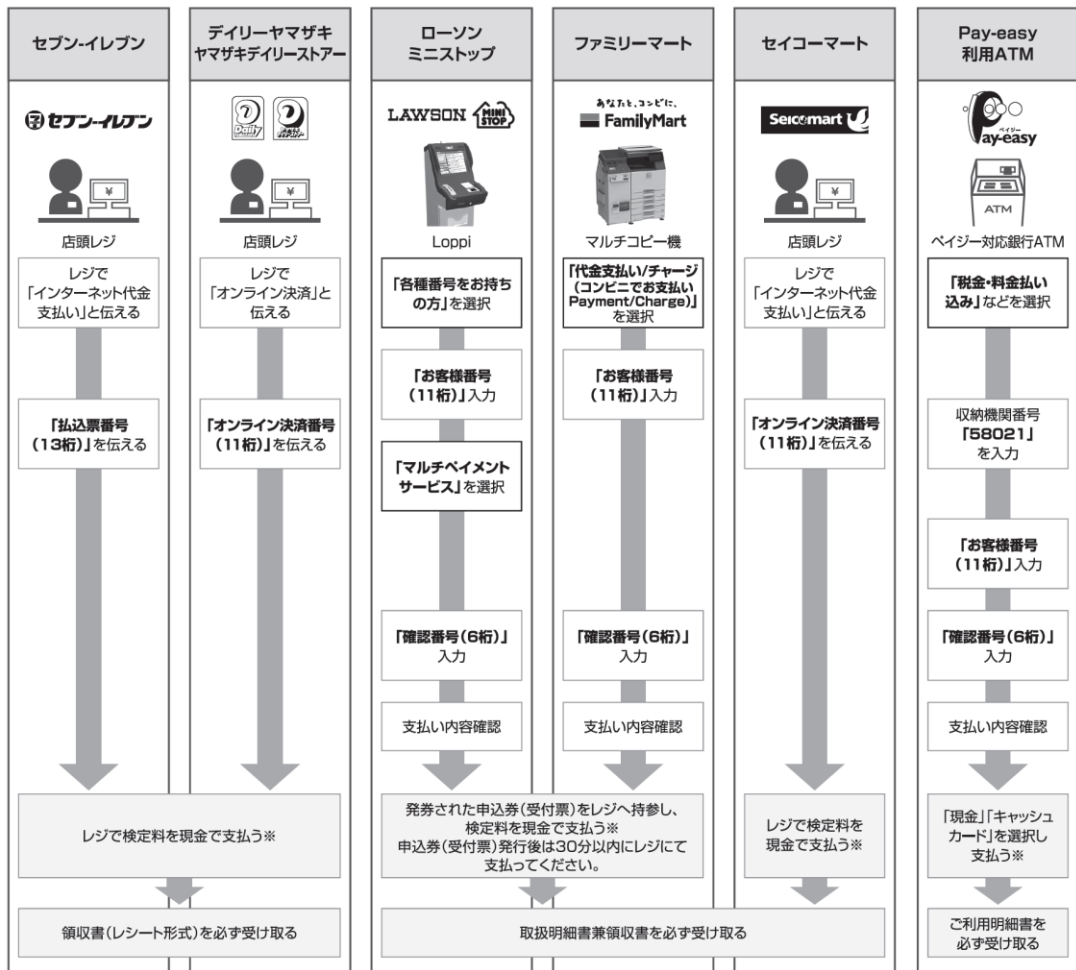 セブン-イレブン
セブン-イレブン
¥
店頭レジ
レジで
「インターネット代金
支払い」と伝える
「払込票番号
(13桁)」を伝える
デイリーヤマザキ
ヤマザキデイリーストアー
Daily
¥
店頭レジ
レジで
「オンライン決済」と
伝える
「オンライン決済番号
(11桁)」を伝える
レジで検定料を現金で支払う※
領収書(レシート形式)を必ず受け取る
ローソン
ミニストップ
LAWSON
MINI
STOP
Loppi
「各種番号をお持ち
の方」を選択
「お客様番号
(11桁)」入力
「マルチペイメント
サービス」を選択
「確認番号(6桁)」
入力
支払い内容確認
ファミリーマート
あなたと、コンビに、
FamilyMart
マルチコピー機
「代金支払い/チャージ
(コンビニでお支払い
Payment/Charge)」
を選択
「お客様番号
(11桁)」入力
「確認番号(6桁)」
入力
支払い内容確認
発券された申込券(受付票)をレジへ持参し、
検定料を現金で支払う※
申込券(受付票)発行後は30分以内にレジにて
支払ってください。
セイコーマート
Seicomart
¥
店頭レジ
レジで
「インターネット代金
支払い」と伝える
「オンライン決済番号
(11桁)」を伝える
レジで検定料を
現金で支払う※
取扱明細書兼領収書を必ず受け取る
Pay-easy
利用ATM
ペイジー
Pay-easy
ATM
ペイジー対応銀行ATM
「税金・料金払い
込み」などを選択
収納機関番号
「58021」
を入力
「お客様番号
(11桁)」入力
「確認番号(6桁)」
入力
支払い内容確認
「現金」「キャッシュ
カード」を選択し
支払う※
ご利用明細書を
必ず受け取る